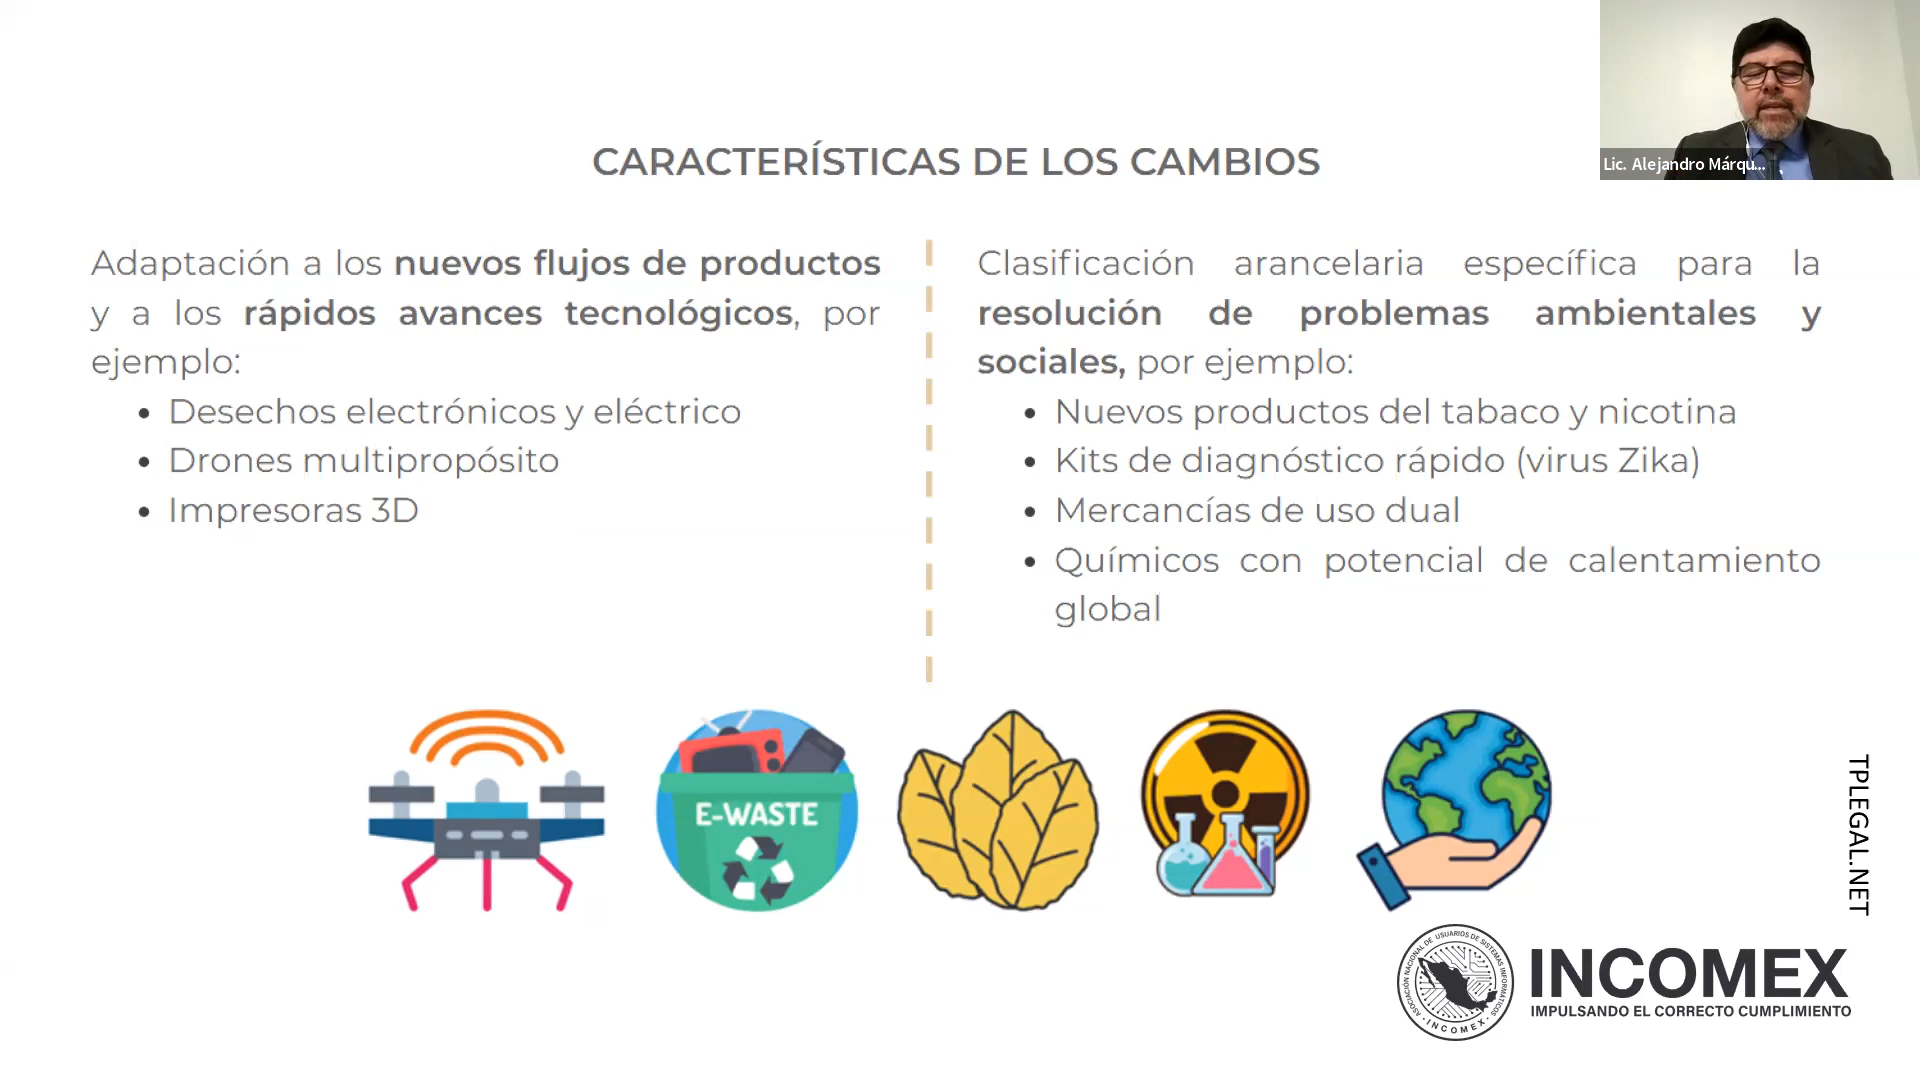 CARACTERÍSTICAS DE LOS CAMBIOS
Lic. Alejandro Márqu...
Adaptación a los nuevos flujos de productos
y a los rápidos avances tecnológicos, por
ejemplo:
• Desechos electrónicos y eléctrico
• Drones multipropósito
• Impresoras 3D
Clasificación arancelaria específica para la
resolución de problemas ambientales y
sociales, por ejemplo:
• Nuevos productos del tabaco y nicotina
• Kits de diagnóstico rápido (virus Zika)
• Mercancías de uso dual
• Químicos con potencial de calentamiento
global
E-WASTE
TPLEGAL.NET
ASOCIACIÓN NACIONAL DE USUARIOS DE SISTEMAS INFORMÁTICOS
· INCOMEX ·
INCOMEX
IMPULSANDO EL CORRECTO CUMPLIMIENTO